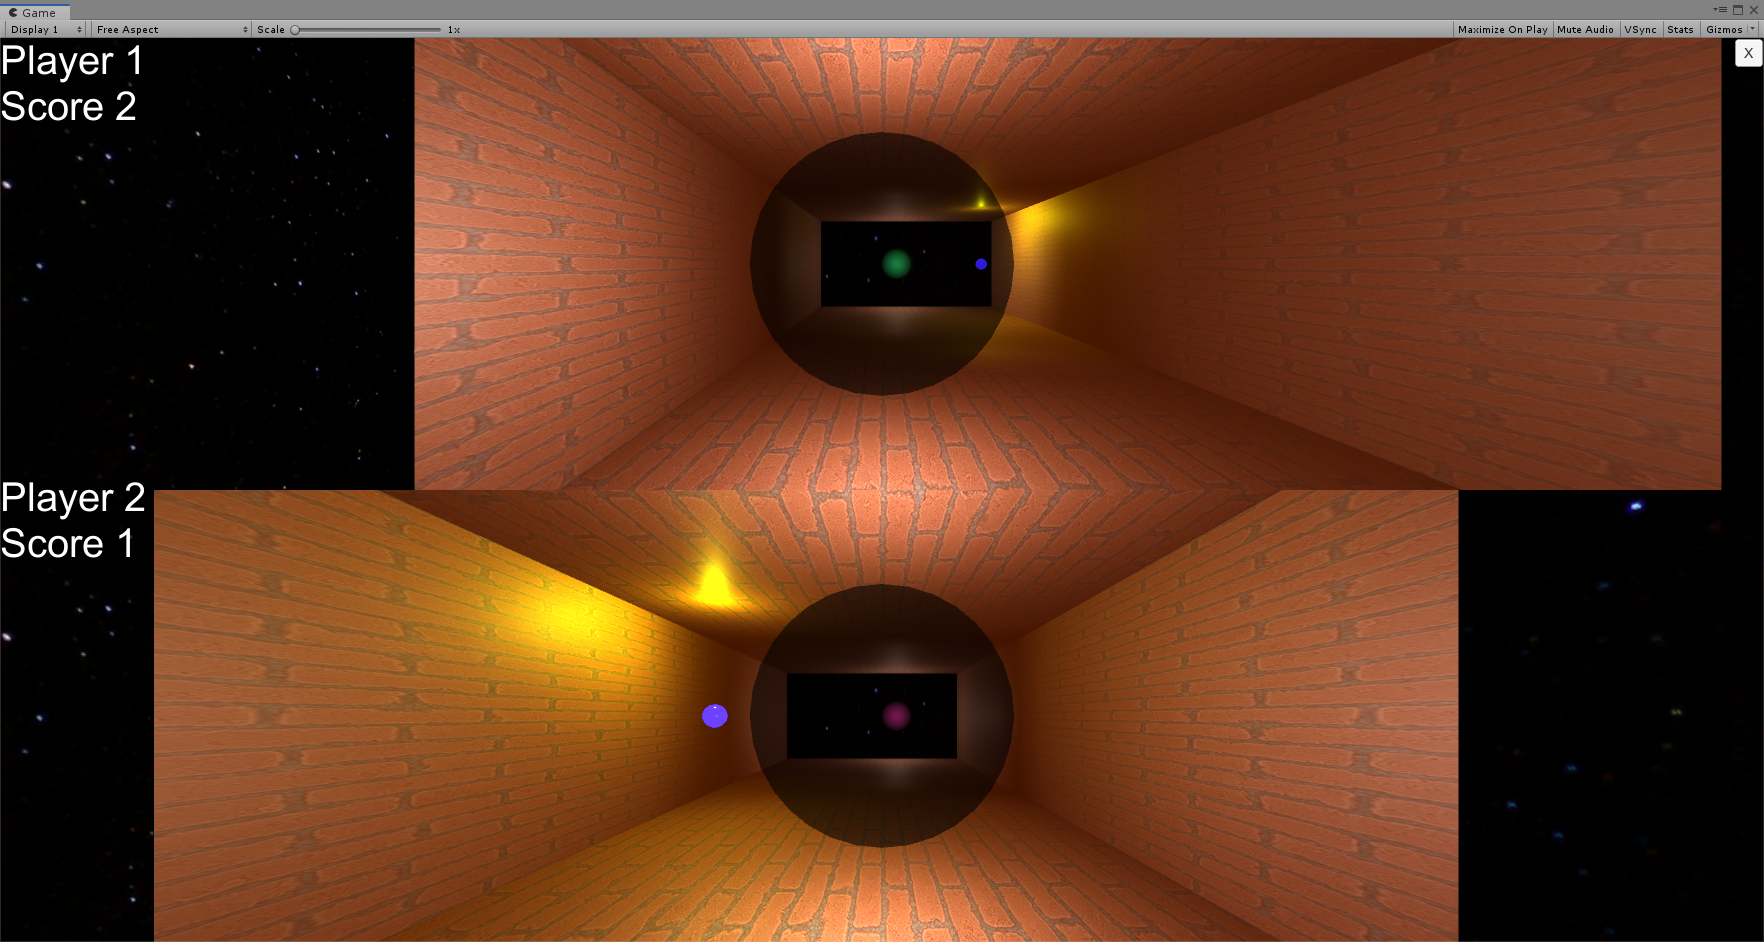 Game
Display 1 Free Aspect Scale 1x Maximize On Play Mute Audio VSync Stats Gizmos
Player 1
Score 2
X
Player 2
Score 1